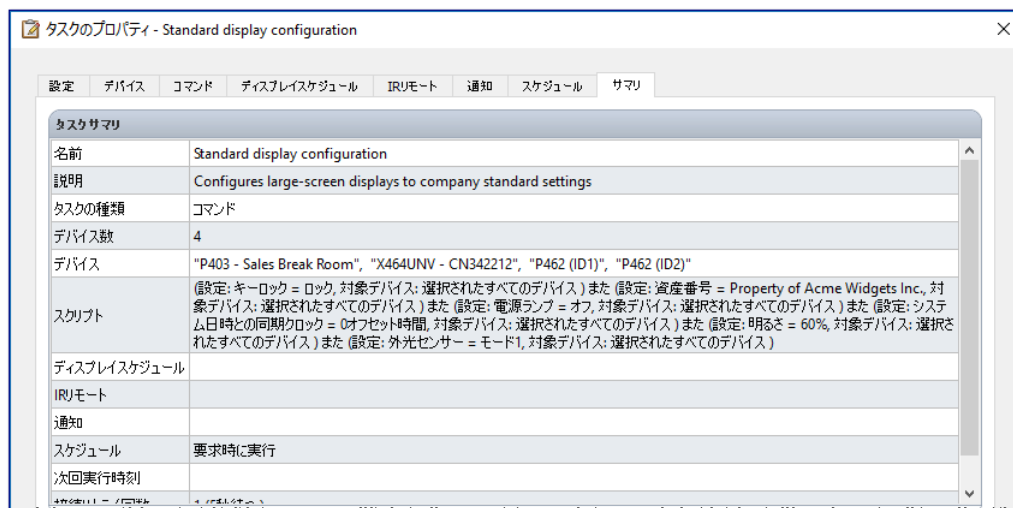 タスクのプロパティ - Standard display configuration
設定 デバイス コマンド ディスプレイスケジュール IRリモート 通知 スケジュール サマリ
タスクサマリ
名前 Standard display configuration
説明 Configures large-screen displays to company standard settings
タスクの種類 コマンド
デバイス数 4
デバイス "P403 - Sales Break Room", "X464UNV - CN342212", "P462 (ID1)", "P462 (ID2)"
スクリプト
(設定: キーロック = ロック, 対象デバイス: 選択されたすべてのデバイス ) また (設定: 資産番号 = Property of Acme Widgets Inc., 対
象デバイス: 選択されたすべてのデバイス ) また (設定: 電源ランプ = オフ, 対象デバイス: 選択されたすべてのデバイス ) また (設定: システ
ム日時との同期クロック = 0オフセット時間, 対象デバイス: 選択されたすべてのデバイス ) また (設定: 明るさ = 60%, 対象デバイス: 選択さ
れたすべてのデバイス ) また (設定: 外光センサー = モード1, 対象デバイス: 選択されたすべてのデバイス )
ディスプレイスケジュール
IRリモート
通知
スケジュール 要求時に実行
次回実行時刻